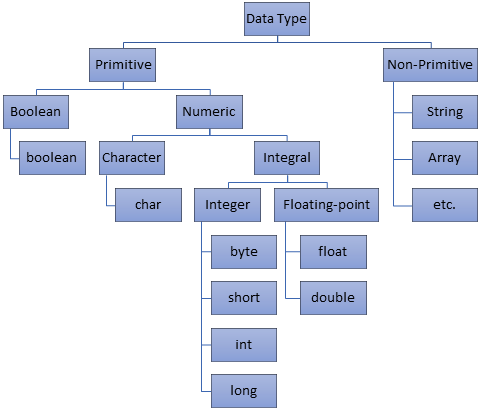 Data Type
Primitive
Non-Primitive
Boolean
Numeric
String
boolean
Character
Integral
Array
char
Integer
Floating-point
etc.
byte
float
short
double
int
long